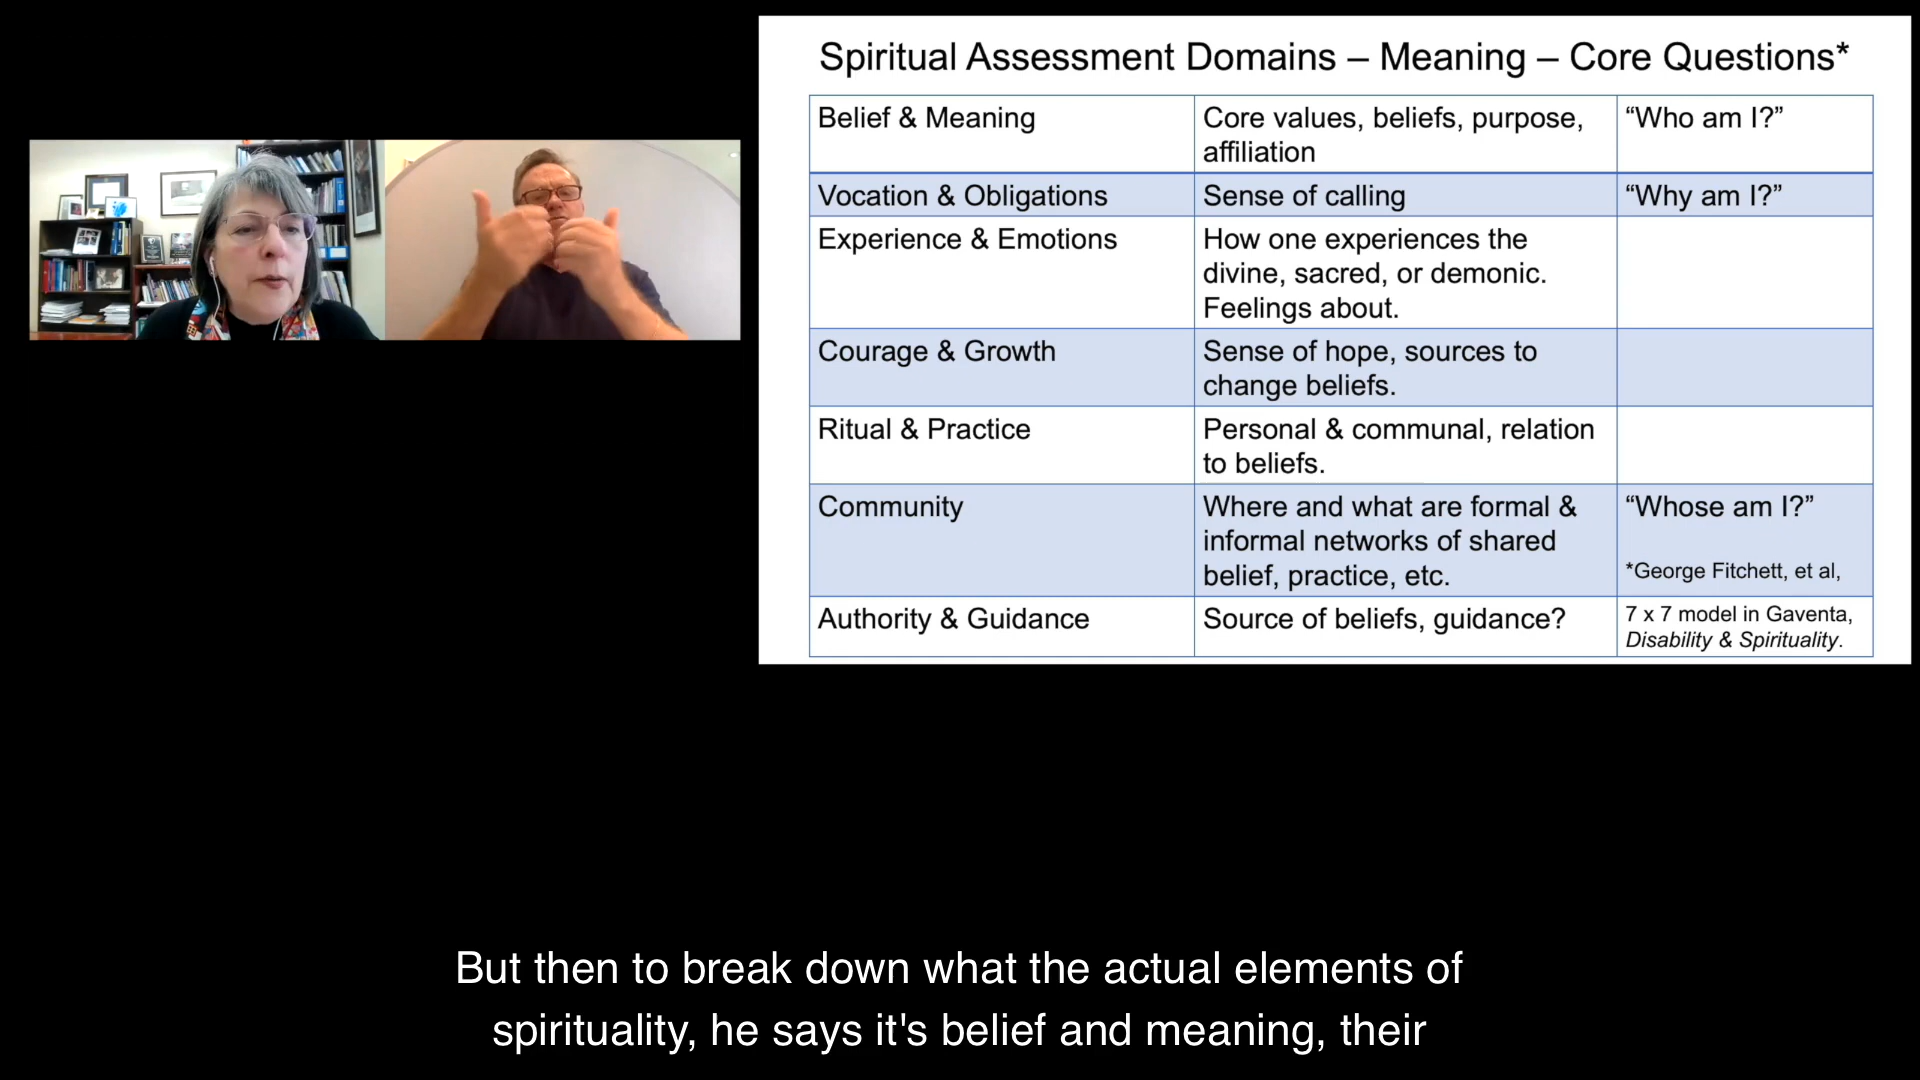 Spiritual Assessment Domains – Meaning – Core Questions*
Belief & Meaning
Core values, beliefs, purpose,
affiliation
“Who am I?”
Vocation & Obligations
Sense of calling
“Why am I?”
Experience & Emotions
How one experiences the
divine, sacred, or demonic.
Feelings about.
Courage & Growth
Sense of hope, sources to
change beliefs.
Ritual & Practice
Personal & communal, relation
to beliefs.
Community
Where and what are formal &
informal networks of shared
belief, practice, etc.
“Whose am I?”
*George Fitchett, et al,
Authority & Guidance
Source of beliefs, guidance?
7 x 7 model in Gaventa,
Disability & Spirituality.
But then to break down what the actual elements of
spirituality, he says it's belief and meaning, their